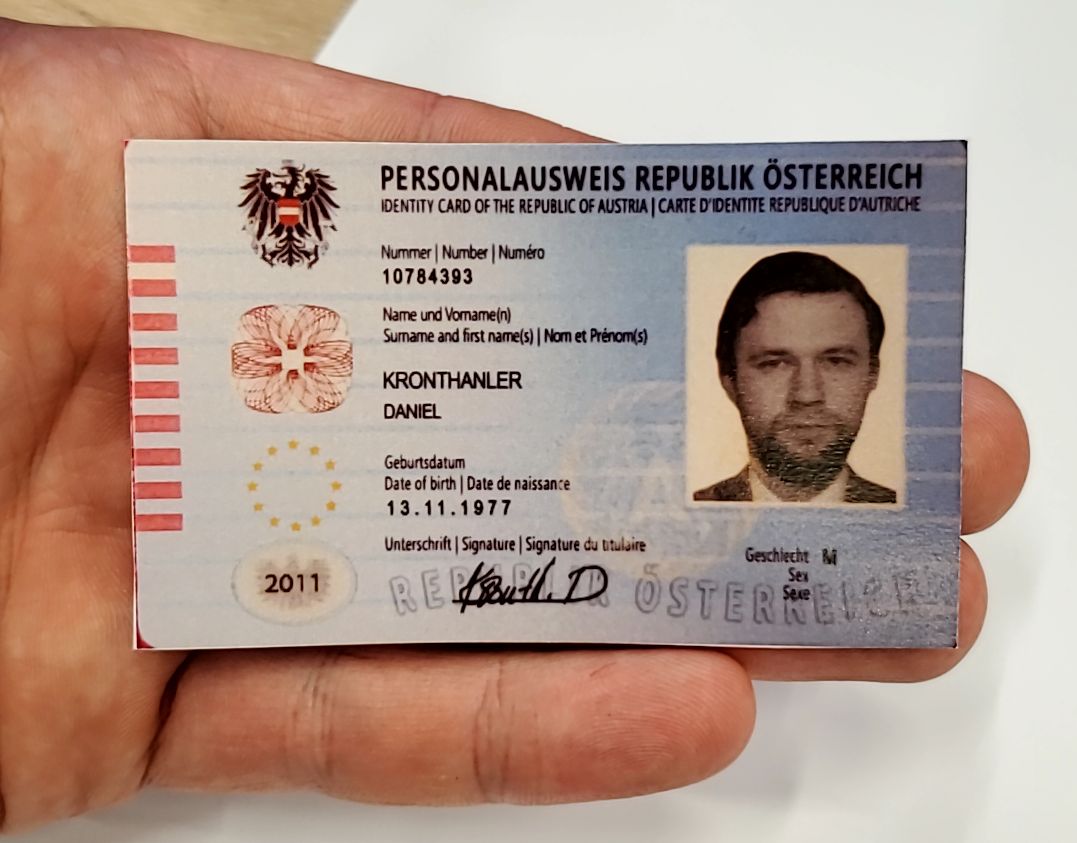 PERSONALAUSWEIS REPUBLIK ÖSTERREICH
IDENTITY CARD OF THE REPUBLIC OF AUSTRIA | CARTE D'IDENTITE REPUBLIQUE D'AUTRICHE
Nummer | Number | Numéro
10784393
Name und Vorname(n)
Surname and first name(s) | Nom et Prénom(s)
KRONTHANLER
DANIEL
Geburtsdatum
Date of birth | Date de naissance
13.11.1977
Unterschrift | Signature | Signature du titulaire
Geschlecht M
Sex
Sexe
2011
REPUBLIK ÖSTERREICH